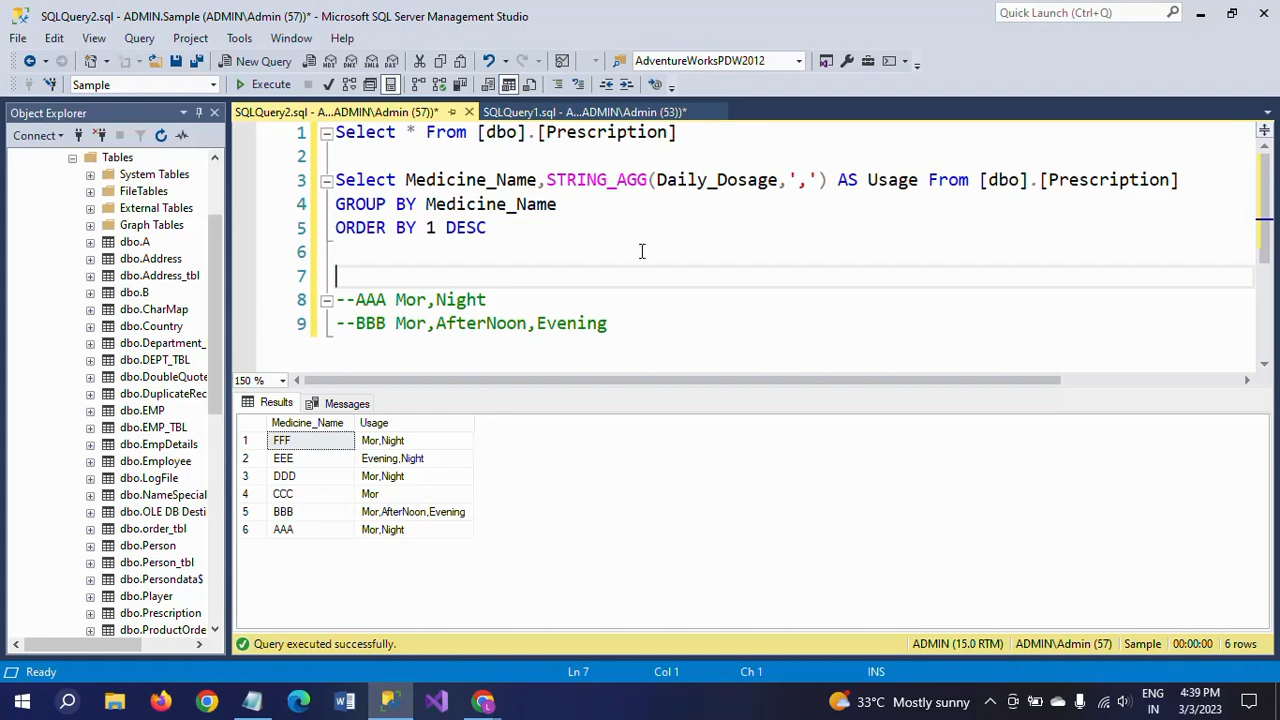 SQLQuery2.sql - ADMIN.Sample (ADMIN\Admin (57))* - Microsoft SQL Server Management Studio
Quick Launch (Ctrl+Q)
File Edit View Query Project Tools Window Help
New Query
AdventureWorksPDW2012
Sample
Execute
Object Explorer
SQLQuery2.sql - A...ADMIN\Admin (57))*
SQLQuery1.sql - A...ADMIN\Admin (53))*
Connect
Tables
System Tables
FileTables
External Tables
Graph Tables
dbo.A
dbo.Address
dbo.Address_tbl
dbo.B
dbo.CharMap
dbo.Country
dbo.Department_
dbo.DEPT_TBL
dbo.DoubleQuote
dbo.DuplicateRec
dbo.EMP
dbo.EMP_TBL
dbo.EmpDetails
dbo.Employee
dbo.LogFile
dbo.NameSpecial
dbo.OLE DB Desti
dbo.order_tbl
dbo.Person
dbo.Person_tbl
dbo.Persondata$
dbo.Player
dbo.Prescription
dbo.ProductOrde
1 Select * From [dbo].[Prescription]
2
3 Select Medicine_Name,STRING_AGG(Daily_Dosage,',') AS Usage From [dbo].[Prescription]
4 GROUP BY Medicine_Name
5 ORDER BY 1 DESC
6
7
8 --AAA Mor,Night
9 --BBB Mor,AfterNoon,Evening
150 %
Results Messages
Medicine_Name Usage
1 FFF Mor,Night
2 EEE Evening,Night
3 DDD Mor,Night
4 CCC Mor
5 BBB Mor,AfterNoon,Evening
6 AAA Mor,Night
Query executed successfully. ADMIN (15.0 RTM) ADMIN\Admin (57) Sample 00:00:00 6 rows
Ready Ln 7 Col 1 Ch 1 INS
33°C Mostly sunny
ENG
IN
4:39 PM
3/3/2023